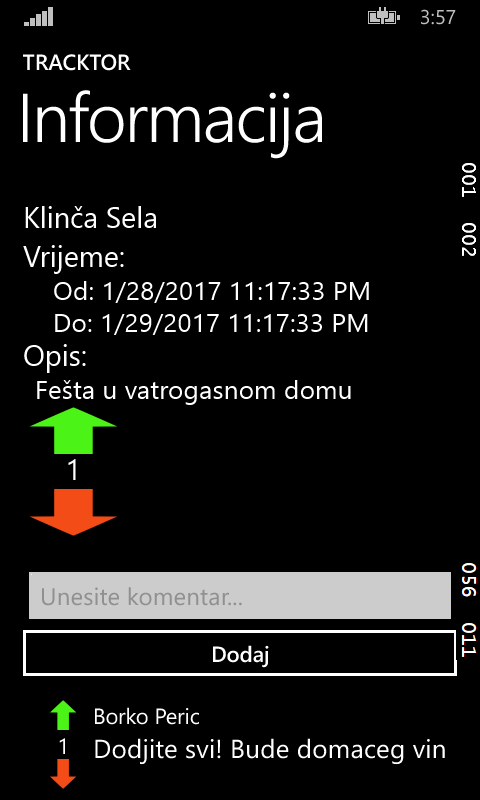 3:57
TRACKTOR
Informacija
001
002
Klinča Sela
Vrijeme:
Od: 1/28/2017 11:17:33 PM
Do: 1/29/2017 11:17:33 PM
Opis:
Fešta u vatrogasnom domu
1
Unesite komentar...
056
011
Dodaj
Borko Peric
1
Dodjite svi! Bude domaceg vin